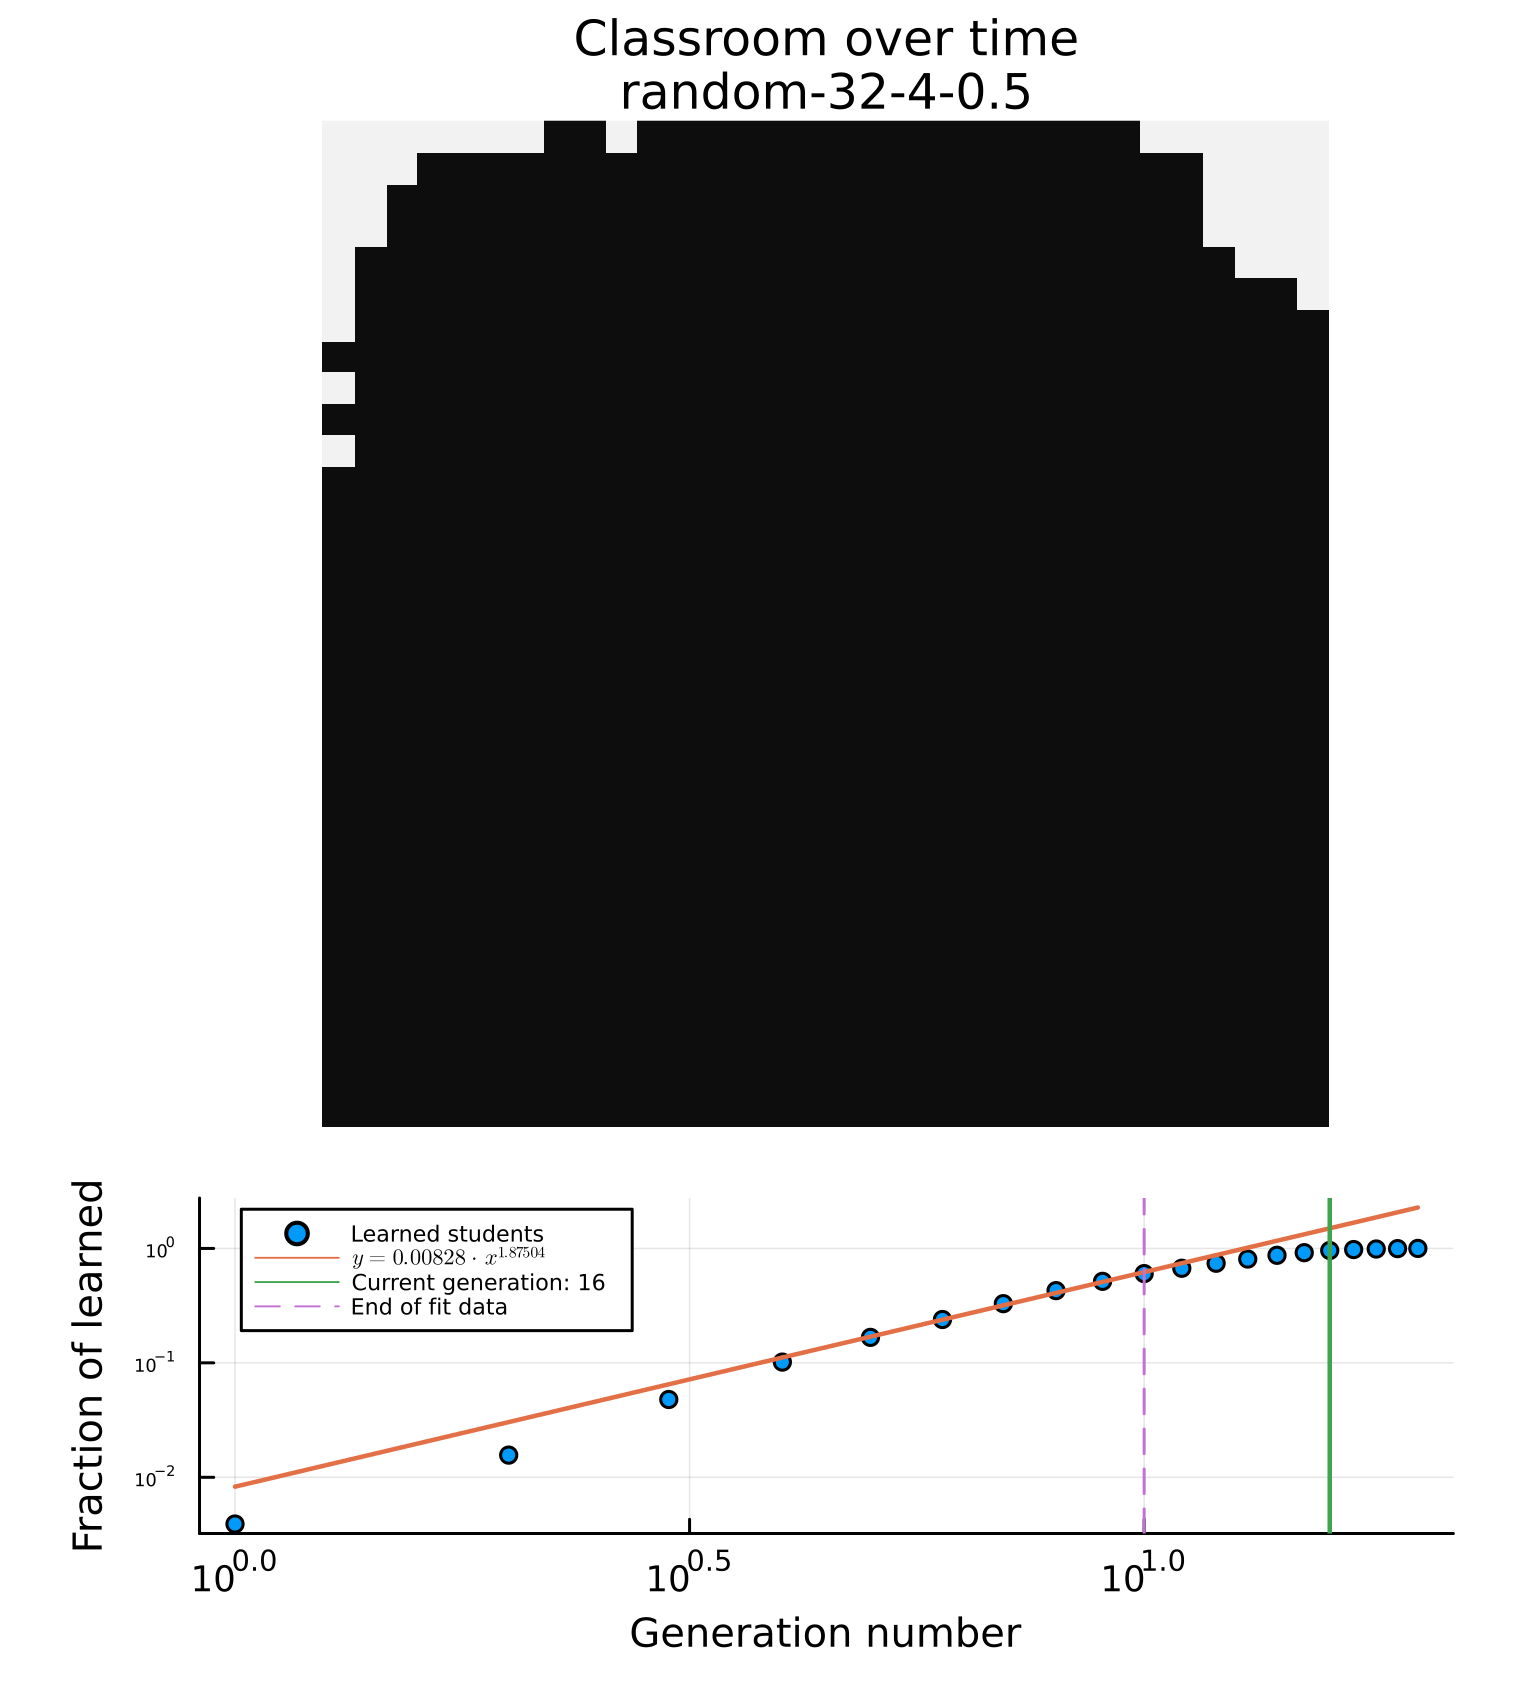 Classroom over time
random-32-4-0.5
Fraction of learned
10^0
10^-1
10^-2
Learned students
y = 0.00828 · x^1.87504
Current generation: 16
End of fit data
10^0.0 10^0.5 10^1.0
Generation number